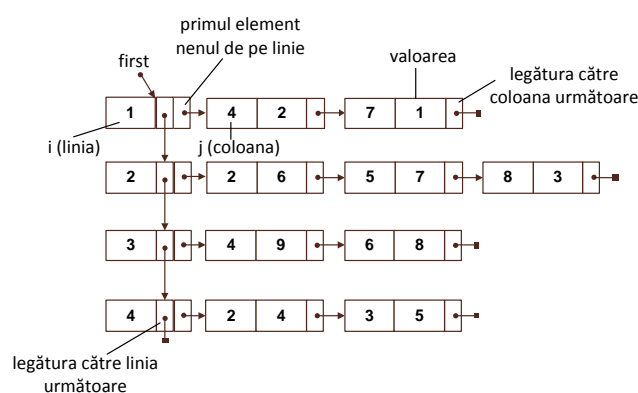 primul element
nenul de pe linie
first
valoarea
legătura către
coloana următoare
1 4 2 7 1
i (linia)
j (coloana)
2 2 6 5 7 8 3
3 4 9 6 8
4 2 4 3 5
legătura către linia
următoare